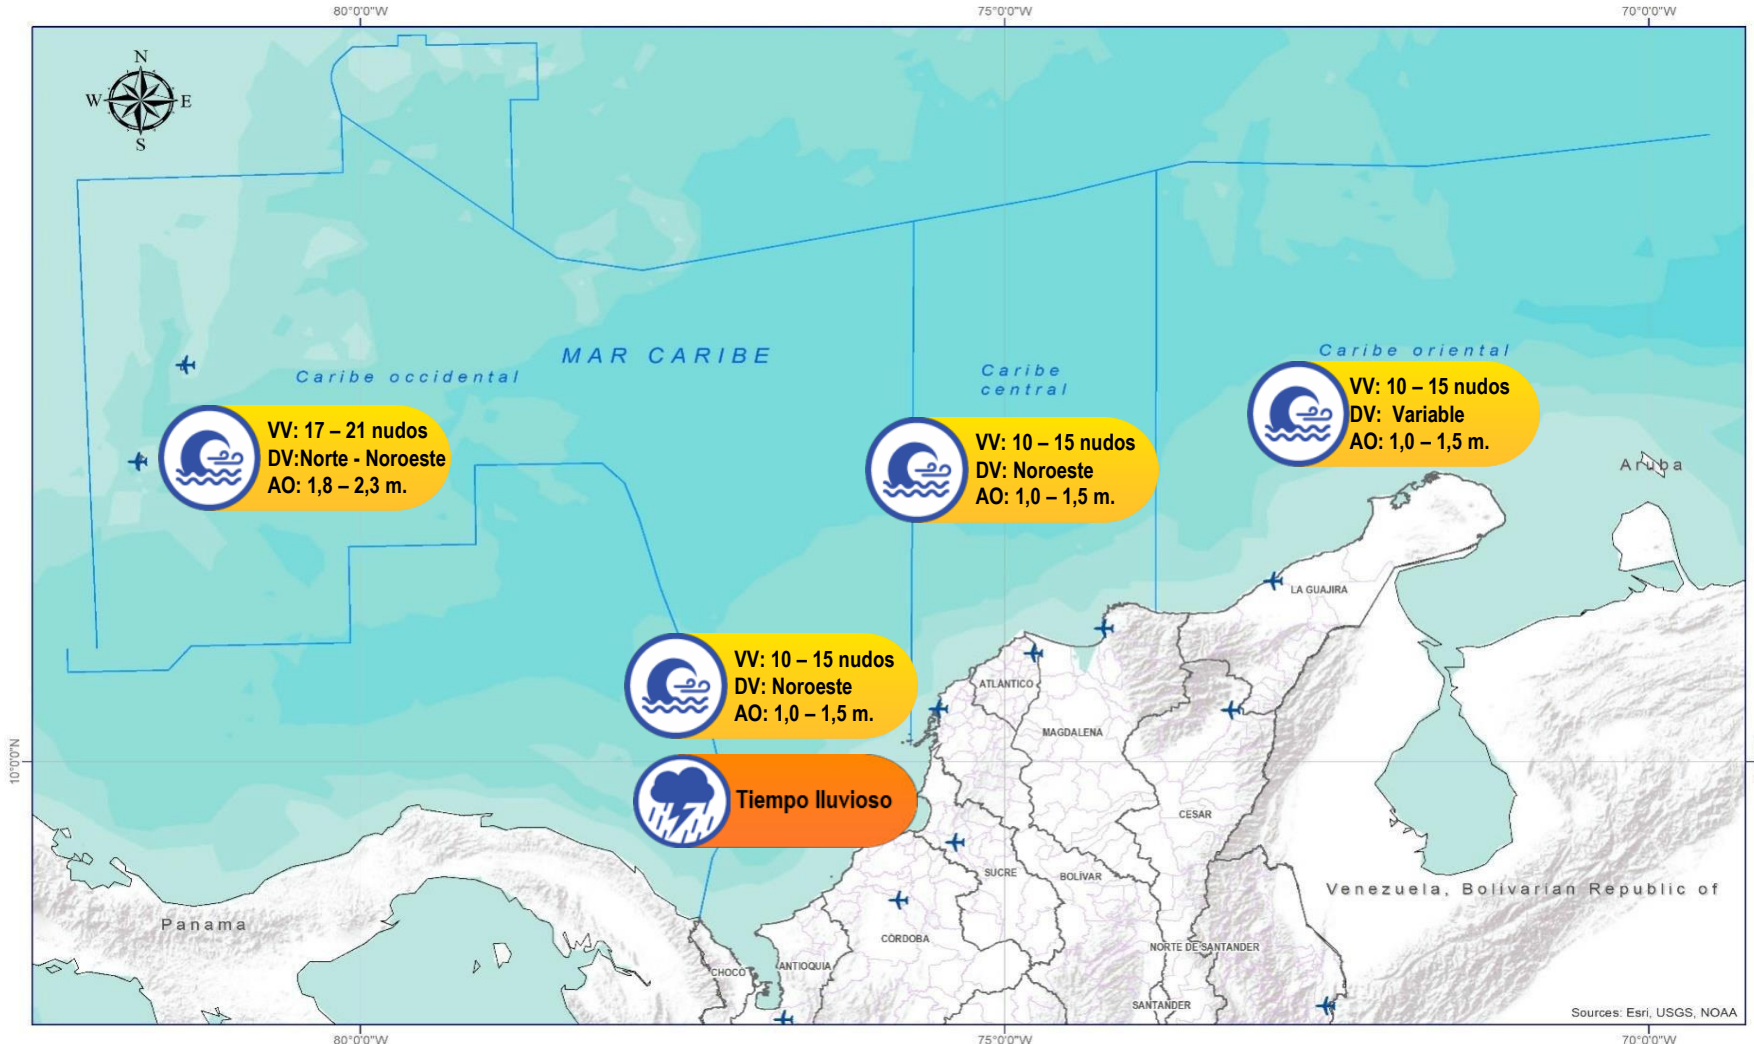 80°0'0"W
75°0'0"W
70°0'0"W
N
W
E
S
MAR CARIBE
Caribe occidental
Caribe
central
Caribe oriental
VV: 17 – 21 nudos
DV:Norte - Noroeste
AO: 1,8 – 2,3 m.
VV: 10 – 15 nudos
DV: Noroeste
AO: 1,0 – 1,5 m.
VV: 10 – 15 nudos
DV: Variable
AO: 1,0 – 1,5 m.
Aruba
LA GUAJIRA
VV: 10 – 15 nudos
DV: Noroeste
AO: 1,0 – 1,5 m.
ATLÁNTICO
MAGDALENA
10°0'0"N
Tiempo lluvioso
CESAR
SUCRE
BOLÍVAR
Venezuela, Bolivarian Republic of
Panama
CÓRDOBA
NORTE DE SANTANDER
CHOCÓ
ANTIOQUIA
SANTANDER
Sources: Esri, USGS, NOAA
80°0'0"W
75°0'0"W
70°0'0"W